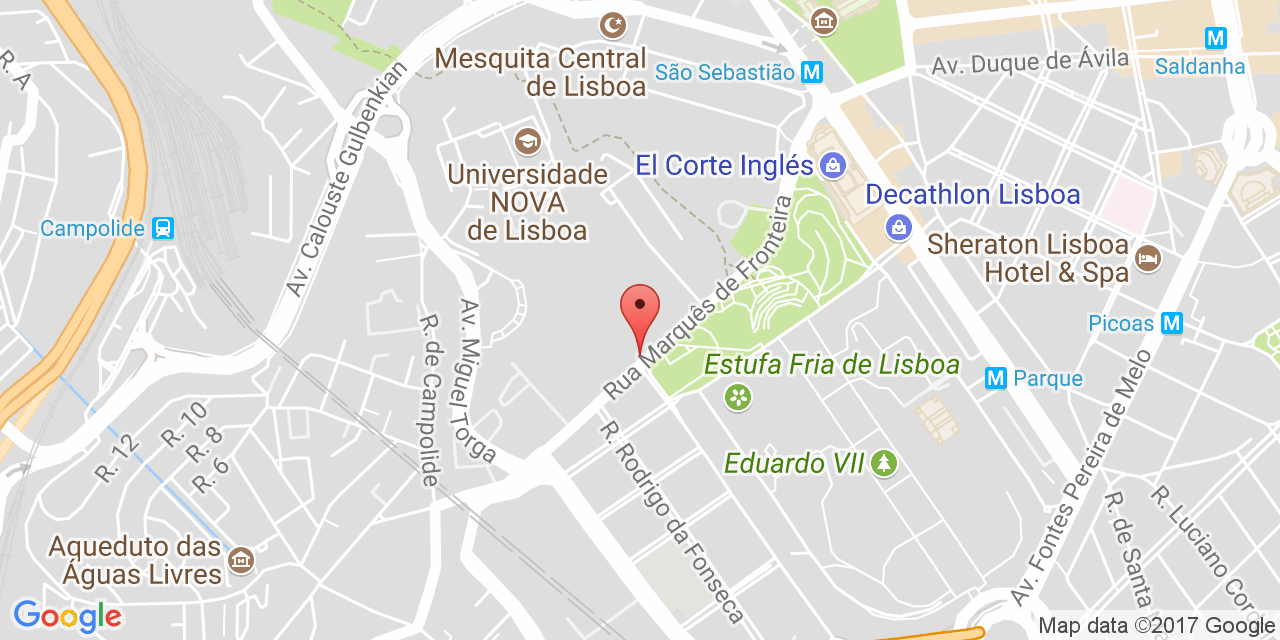 R. A
Mesquita Central
de Lisboa
São Sebastião
M
Av. Duque de Ávila
M
Saldanha
Av. Calouste Gulbenkian
Universidade
NOVA
de Lisboa
El Corte Inglés
Decathlon Lisboa
Campolide
Sheraton Lisboa
Hotel & Spa
Rua Marquês de Fronteira
Av. Miguel Torga
R. de Campolide
Picoas
M
Estufa Fria de Lisboa
M
Parque
Av. Fontes Pereira de Melo
R. 12
R. 10
R. 8
R. 6
R. Rodrigo da Fonseca
Eduardo VII
R. de Santa
R. Luciano Cor
Aqueduto das
Águas Livres
Google
Map data ©2017 Google